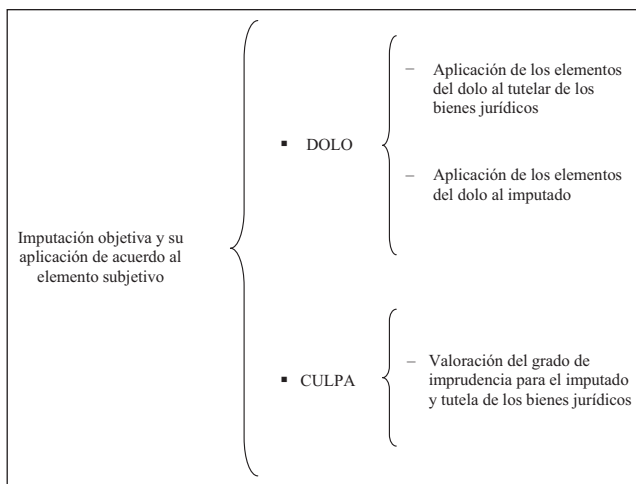 Imputación objetiva y su
aplicación de acuerdo al
elemento subjetivo
▪ DOLO
– Aplicación de los elementos
del dolo al tutelar de los
bienes jurídicos
– Aplicación de los elementos
del dolo al imputado
▪ CULPA
– Valoración del grado de
imprudencia para el imputado
y tutela de los bienes jurídicos